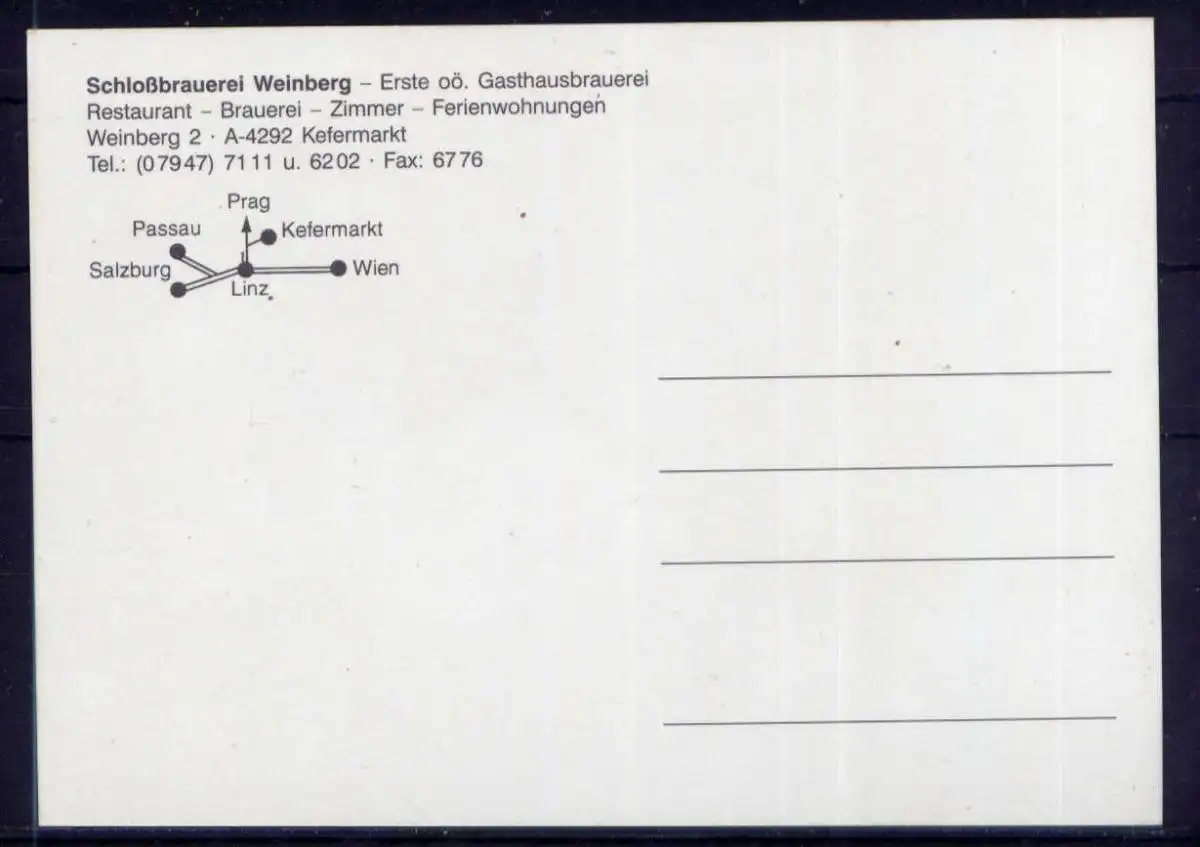 Schloßbrauerei Weinberg – Erste oö. Gasthausbrauerei
Restaurant – Brauerei – Zimmer – Ferienwohnungen
Weinberg 2 · A-4292 Kefermarkt
Tel.: (07947) 7111 u. 6202 · Fax: 6776
Prag
Passau
Kefermarkt
Salzburg
Wien
Linz